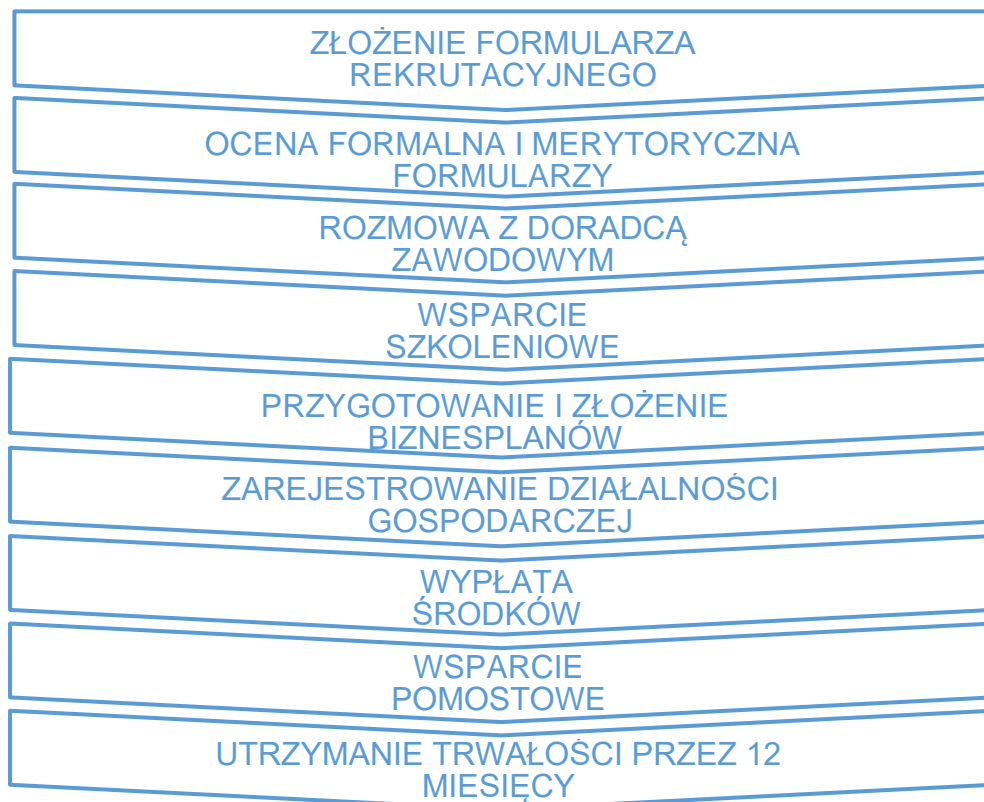 ZŁOŻENIE FORMULARZA
REKRUTACYJNEGO
OCENA FORMALNA I MERYTORYCZNA
FORMULARZY
ROZMOWA Z DORADCĄ
ZAWODOWYM
WSPARCIE
SZKOLENIOWE
PRZYGOTOWANIE I ZŁOŻENIE
BIZNESPLANÓW
ZAREJESTROWANIE DZIAŁALNOŚCI
GOSPODARCZEJ
WYPŁATA
ŚRODKÓW
WSPARCIE
POMOSTOWE
UTRZYMANIE TRWAŁOŚCI PRZEZ 12
MIESIĘCY